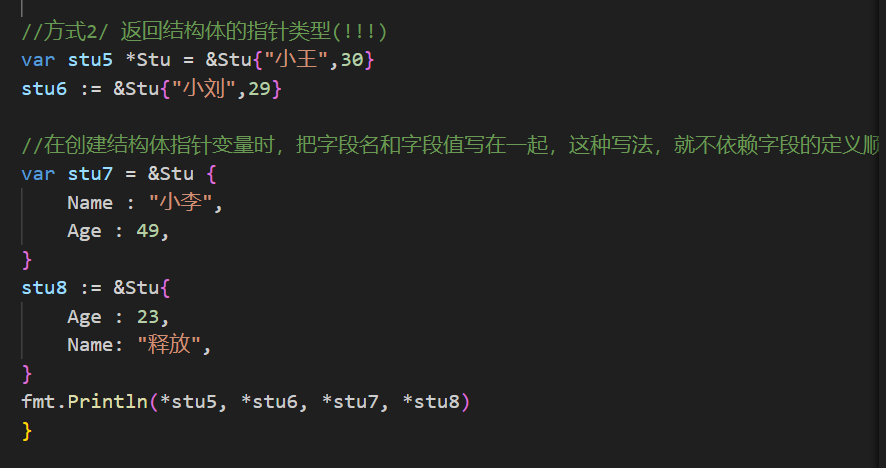 //方式2/ 返回结构体的指针类型(!!!)
var stu5 *Stu = &Stu{"小王",30}
stu6 := &Stu{"小刘",29}
//在创建结构体指针变量时，把字段名和字段值写在一起，这种写法，就不依赖字段的定义顺
var stu7 = &Stu {
Name : "小李",
Age : 49,
}
stu8 := &Stu{
Age : 23,
Name: "释放",
}
fmt.Println(*stu5, *stu6, *stu7, *stu8)
}